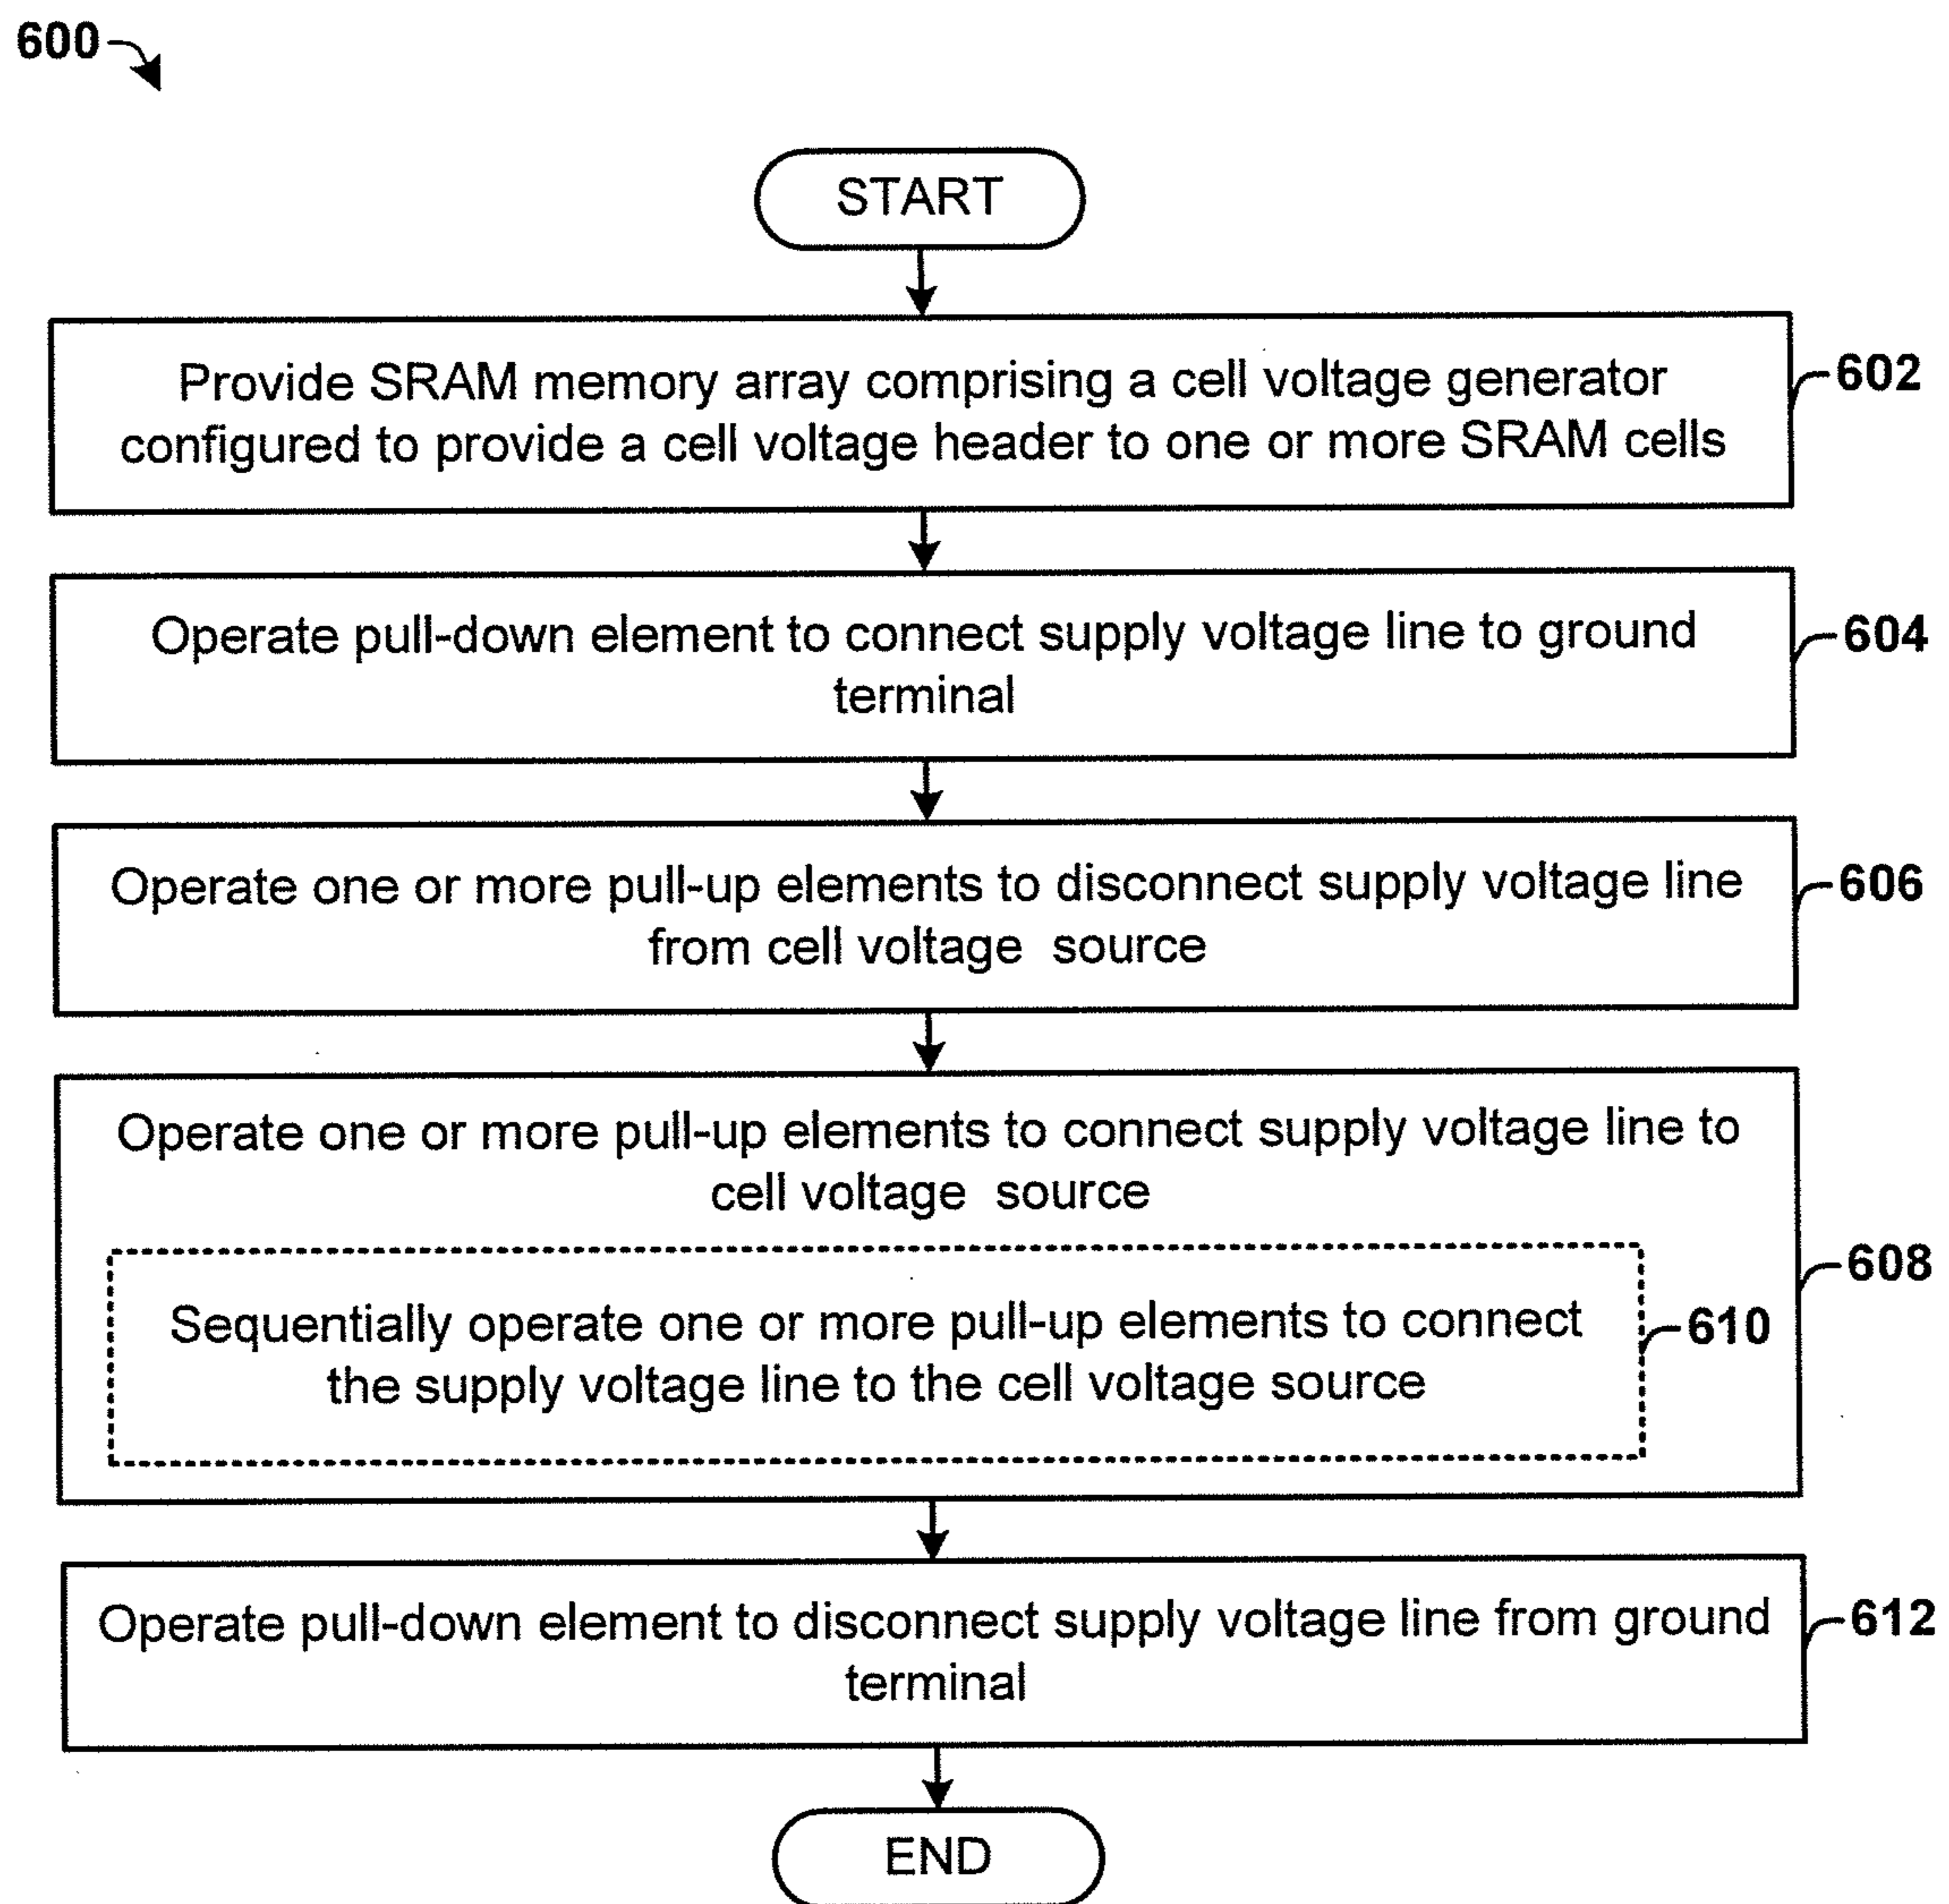 600
START
Provide SRAM memory array comprising a cell voltage generator
configured to provide a cell voltage header to one or more SRAM cells
602
Operate pull-down element to connect supply voltage line to ground
terminal
604
Operate one or more pull-up elements to disconnect supply voltage line
from cell voltage source
606
Operate one or more pull-up elements to connect supply voltage line to
cell voltage source
608
Sequentially operate one or more pull-up elements to connect
the supply voltage line to the cell voltage source
610
Operate pull-down element to disconnect supply voltage line from ground
terminal
612
END